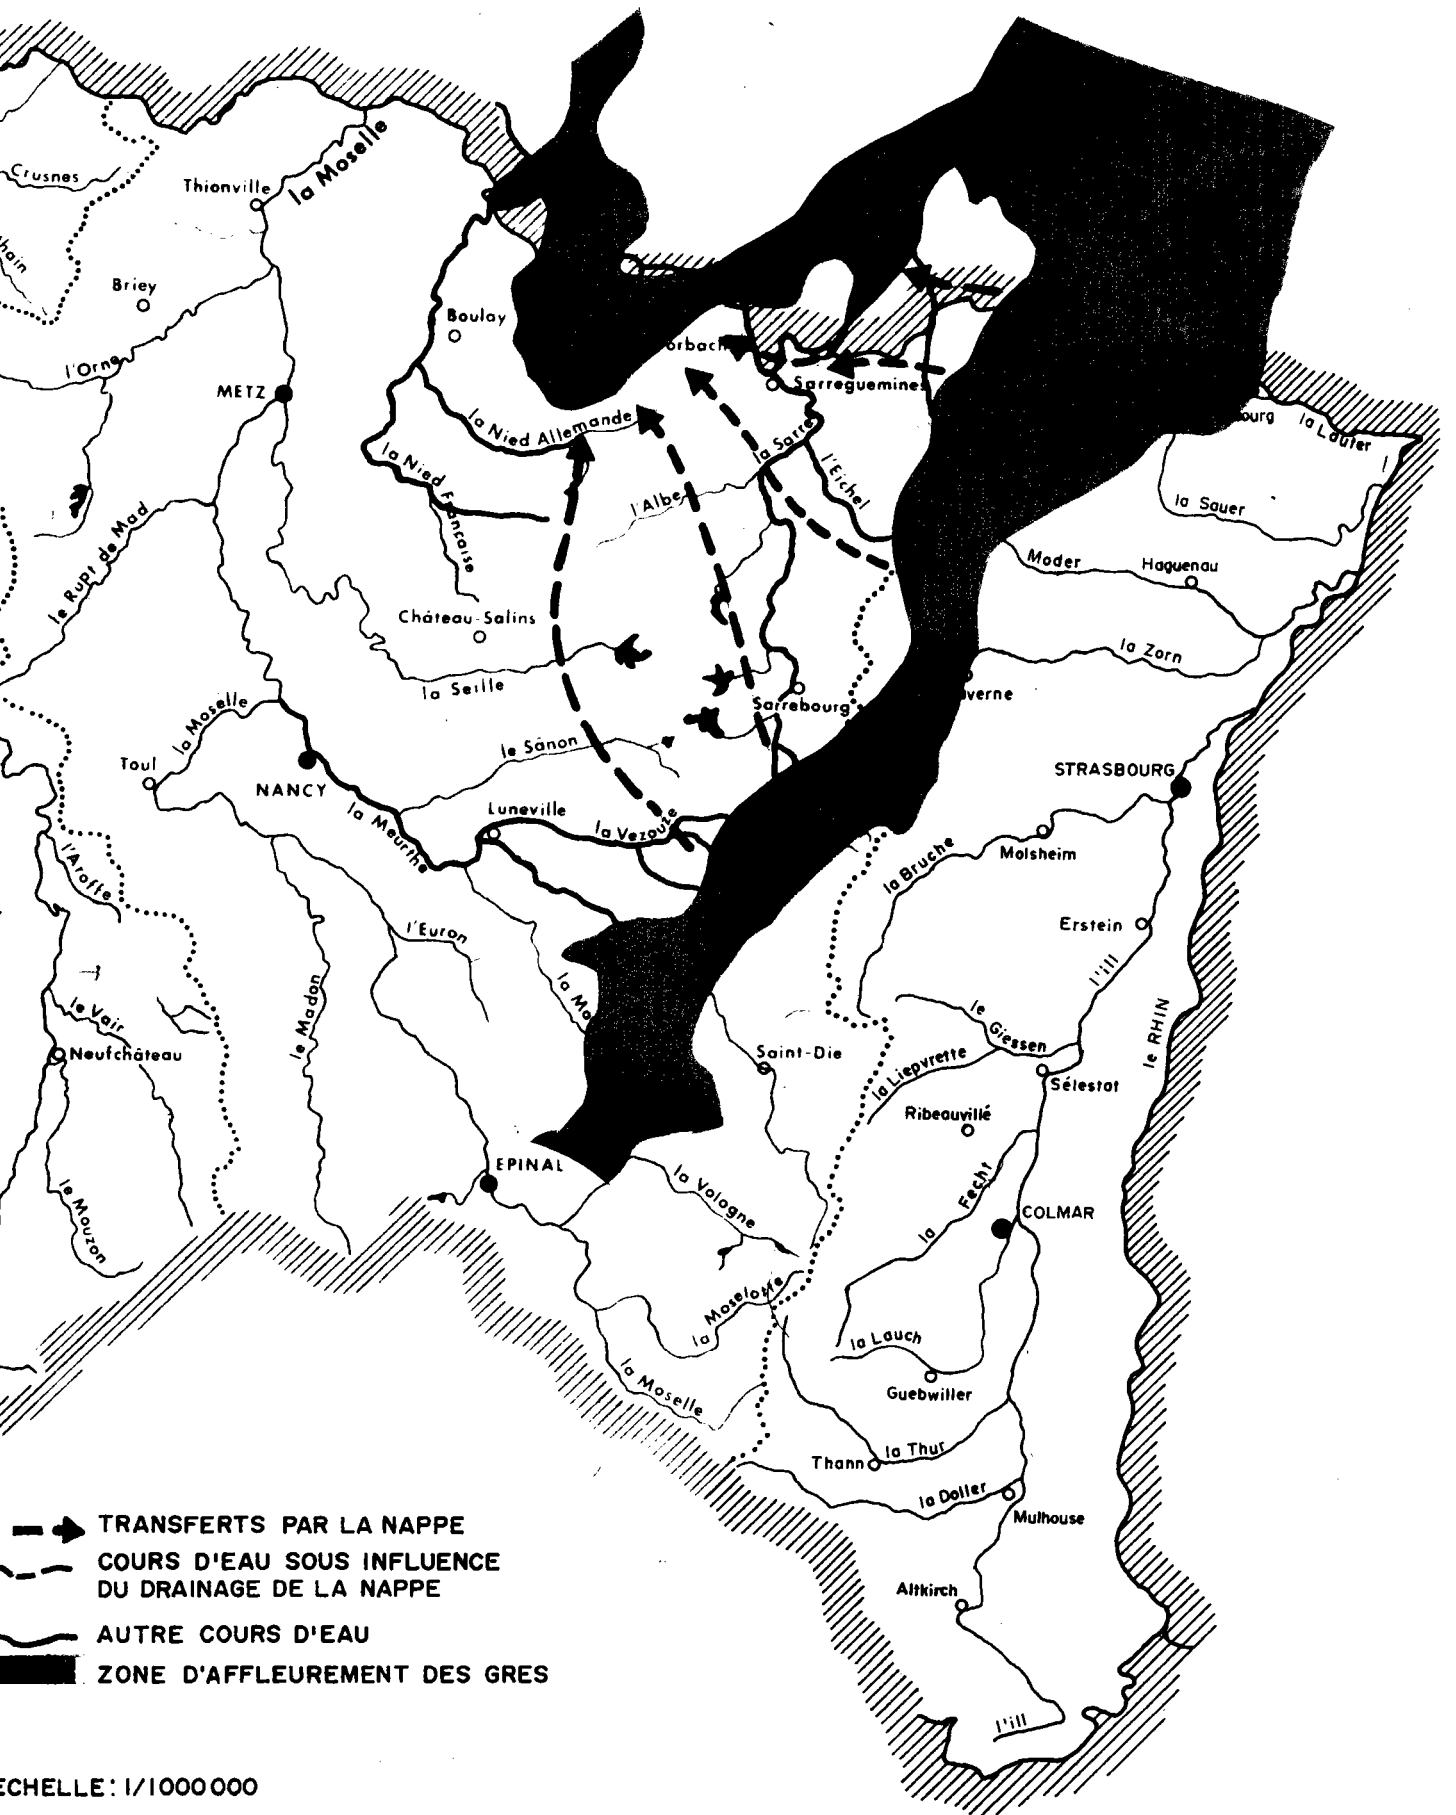 Crusnes
Thionville
la Moselle
Briey
Boulay
l'Orne
METZ
orbach
Sarreguemines
la Nied Allemande
la Sarre
ourg
la Lauter
la Nied Française
l'Albe
l'Eichel
la Sauer
le Rupt de Mad
Moder
Haguenau
Château-Salins
la Zorn
la Seille
Sarrebourg
verne
la Moselle
le Sânon
Toul
STRASBOURG
NANCY
la Meurthe
Luneville
la Vezouze
Molsheim
la Bruche
l'Aroffe
Erstein
l'Euron
l'ill
la Mo
le Madon
le Vair
le Giessen
le RHIN
Neufchâteau
Saint-Die
la Liepvrette
Sélestat
Ribeauvillé
EPINAL
la Vologne
la Fecht
COLMAR
le Mouzon
la Moselotte
la Lauch
la Moselle
Guebwiller
Thann
la Thur
la Doller
Mulhouse
Altkirch
l'ill
TRANSFERTS PAR LA NAPPE
COURS D'EAU SOUS INFLUENCE
DU DRAINAGE DE LA NAPPE
AUTRE COURS D'EAU
ZONE D'AFFLEUREMENT DES GRES
ECHELLE: 1/1000000